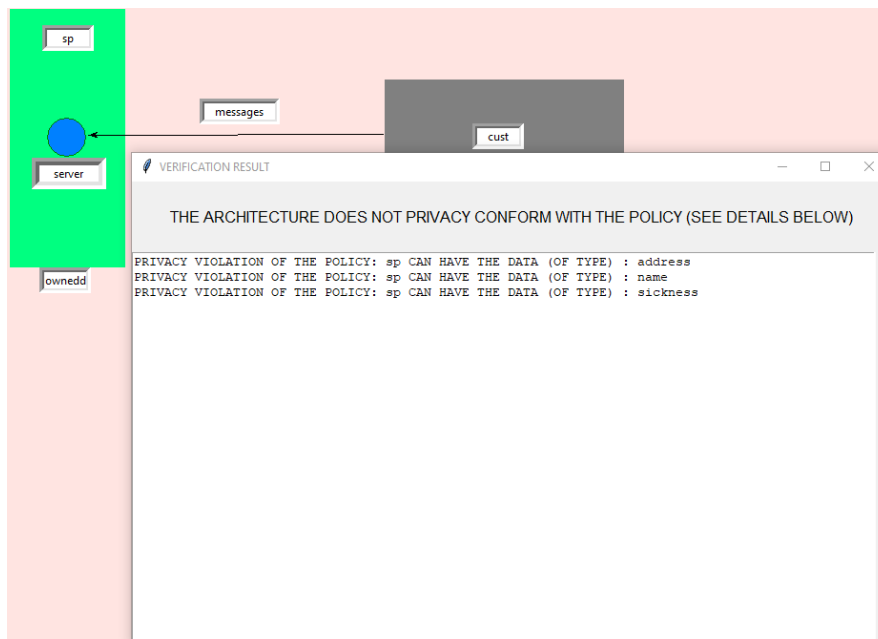 sp
messages
cust
server
VERIFICATION RESULT
THE ARCHITECTURE DOES NOT PRIVACY CONFORM WITH THE POLICY (SEE DETAILS BELOW)
ownedd
PRIVACY VIOLATION OF THE POLICY: sp CAN HAVE THE DATA (OF TYPE) : address
PRIVACY VIOLATION OF THE POLICY: sp CAN HAVE THE DATA (OF TYPE) : name
PRIVACY VIOLATION OF THE POLICY: sp CAN HAVE THE DATA (OF TYPE) : sickness